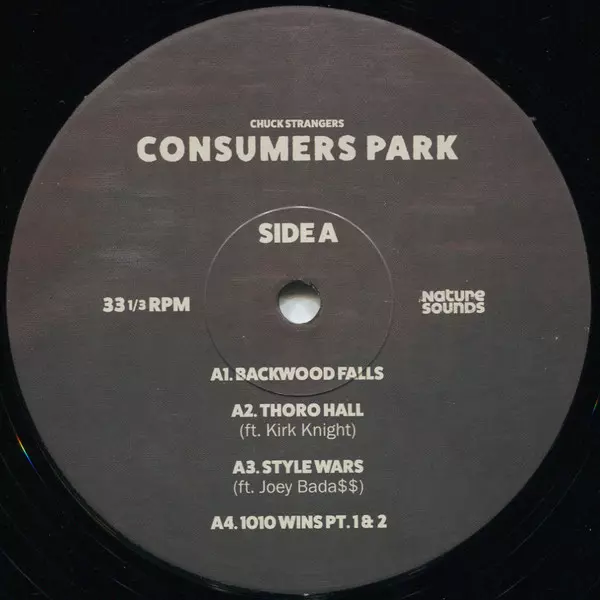 CHUCK STRANGERS
CONSUMERS PARK
SIDE A
33 1/3 RPM
NATURE
SOUNDS
A1. BACKWOOD FALLS
A2. THORO HALL
(ft. Kirk Knight)
A3. STYLE WARS
(ft. Joey Bada$$)
A4. 1010 WINS PT. 1 & 2